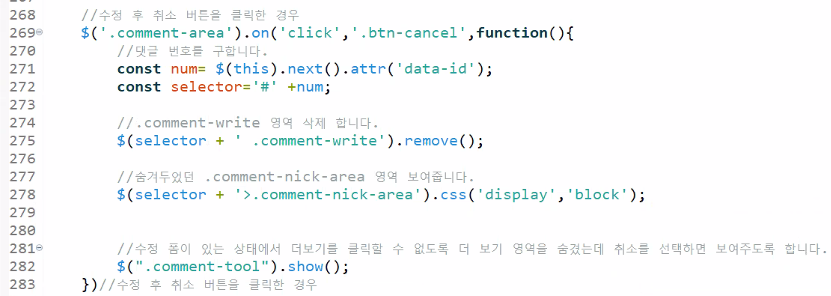 268 //수정 후 취소 버튼을 클릭한 경우
269 $('.comment-area').on('click','.btn-cancel',function(){
270 //댓글 번호를 구합니다.
271 const num= $(this).next().attr('data-id');
272 const selector='#' +num;
273
274 //.comment-write 영역 삭제 합니다.
275 $(selector + ' .comment-write').remove();
276
277 //숨겨두었던 .comment-nick-area 영역 보여줍니다.
278 $(selector + '>.comment-nick-area').css('display','block');
279
280
281 //수정 폼이 있는 상태에서 더보기를 클릭할 수 없도록 더 보기 영역을 숨겼는데 취소를 선택하면 보여주도록 합니다.
282 $(".comment-tool").show();
283 })//수정 후 취소 버튼을 클릭한 경우